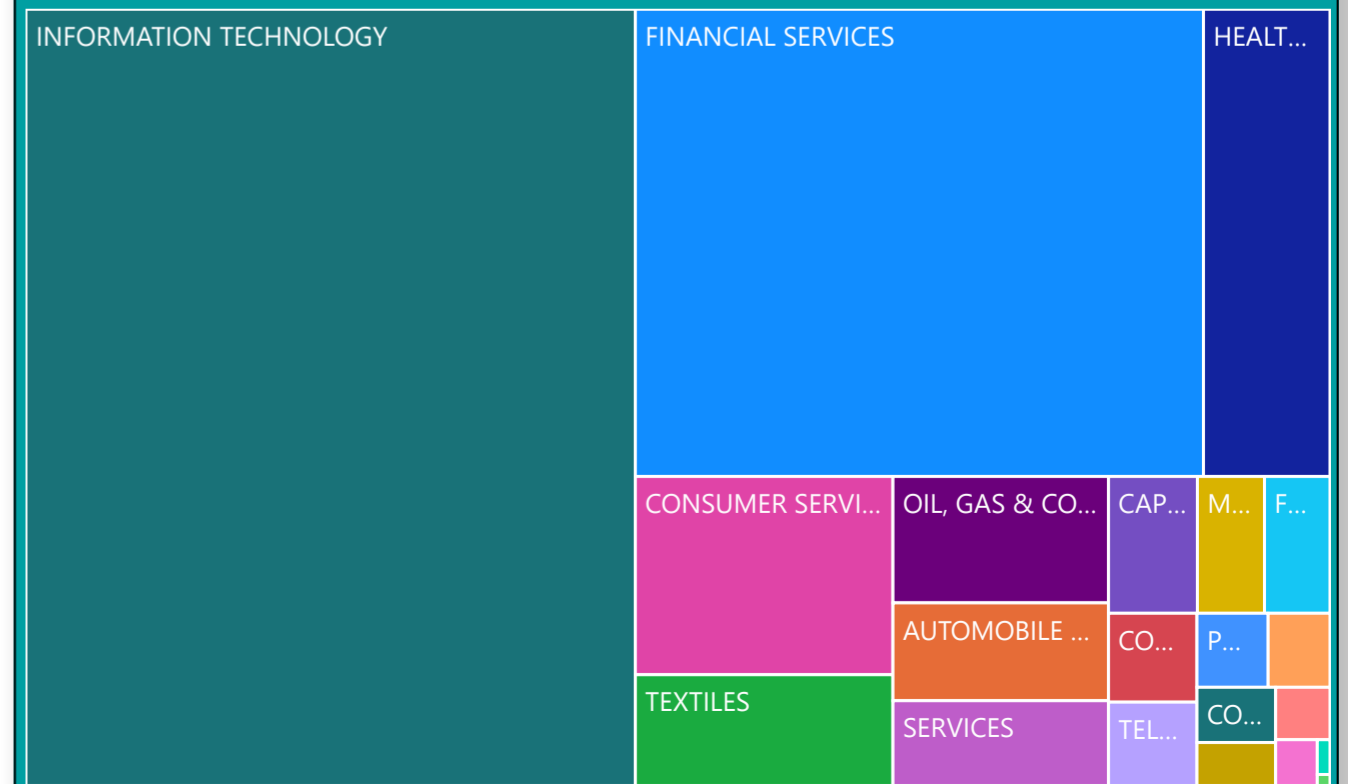 INFORMATION TECHNOLOGY
FINANCIAL SERVICES
HEALT...
CONSUMER SERVI...
OIL, GAS & CO...
CAP...
M...
F...
AUTOMOBILE ...
CO...
P...
TEXTILES
SERVICES
TEL...
CO...